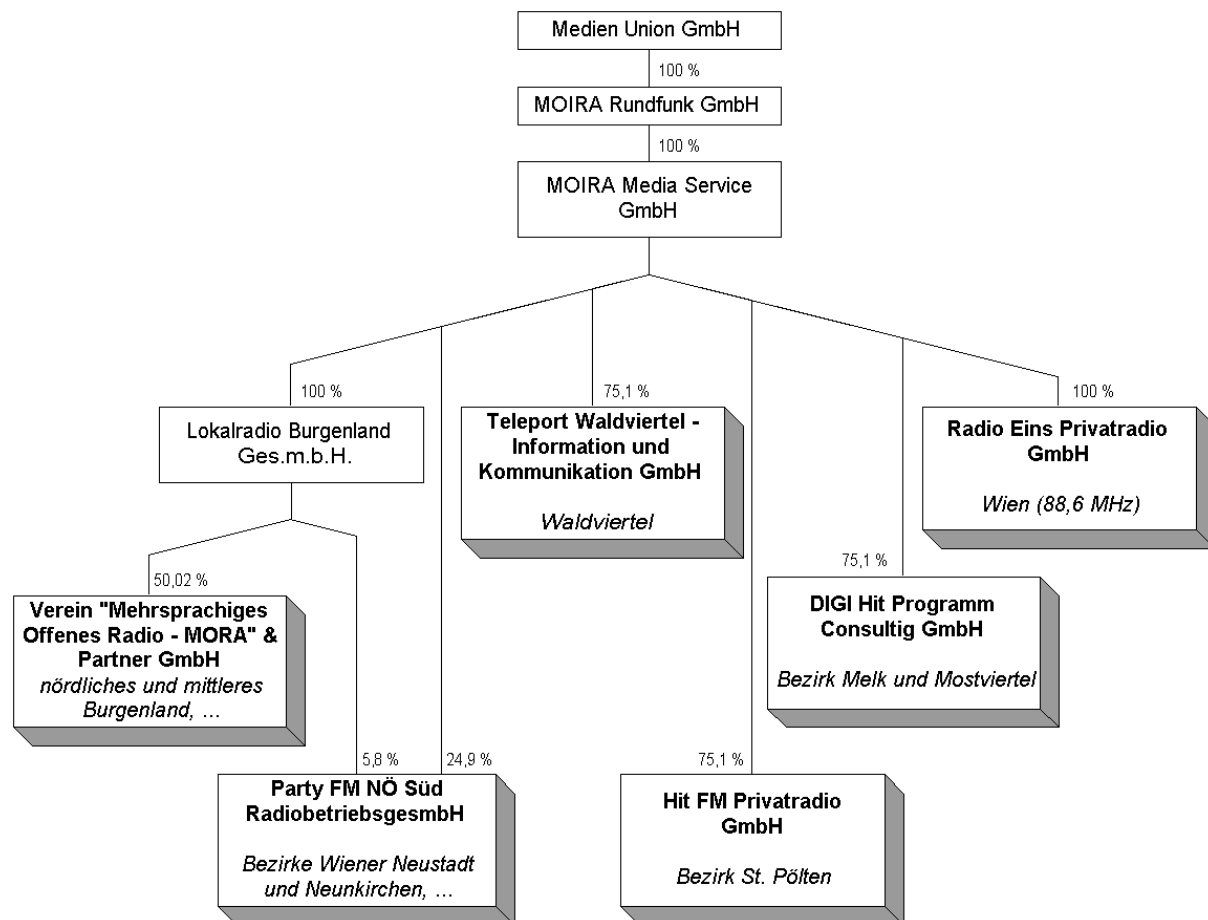 Medien Union GmbH
100 %
MOIRA Rundfunk GmbH
100 %
MOIRA Media Service
GmbH
100 %
Lokalradio Burgenland
Ges.m.b.H.
75,1 %
Teleport Waldviertel -
Information und
Kommunikation GmbH
Waldviertel
100 %
Radio Eins Privatradio
GmbH
Wien (88,6 MHz)
50,02 %
Verein "Mehrsprachiges
Offenes Radio - MORA" &
Partner GmbH
nördliches und mittleres
Burgenland, …
75,1 %
DIGI Hit Programm
Consultig GmbH
Bezirk Melk und Mostviertel
5,8 %
24,9 %
Party FM NÖ Süd
RadiobetriebsgesmbH
Bezirke Wiener Neustadt
und Neunkirchen, …
75,1 %
Hit FM Privatradio
GmbH
Bezirk St. Pölten